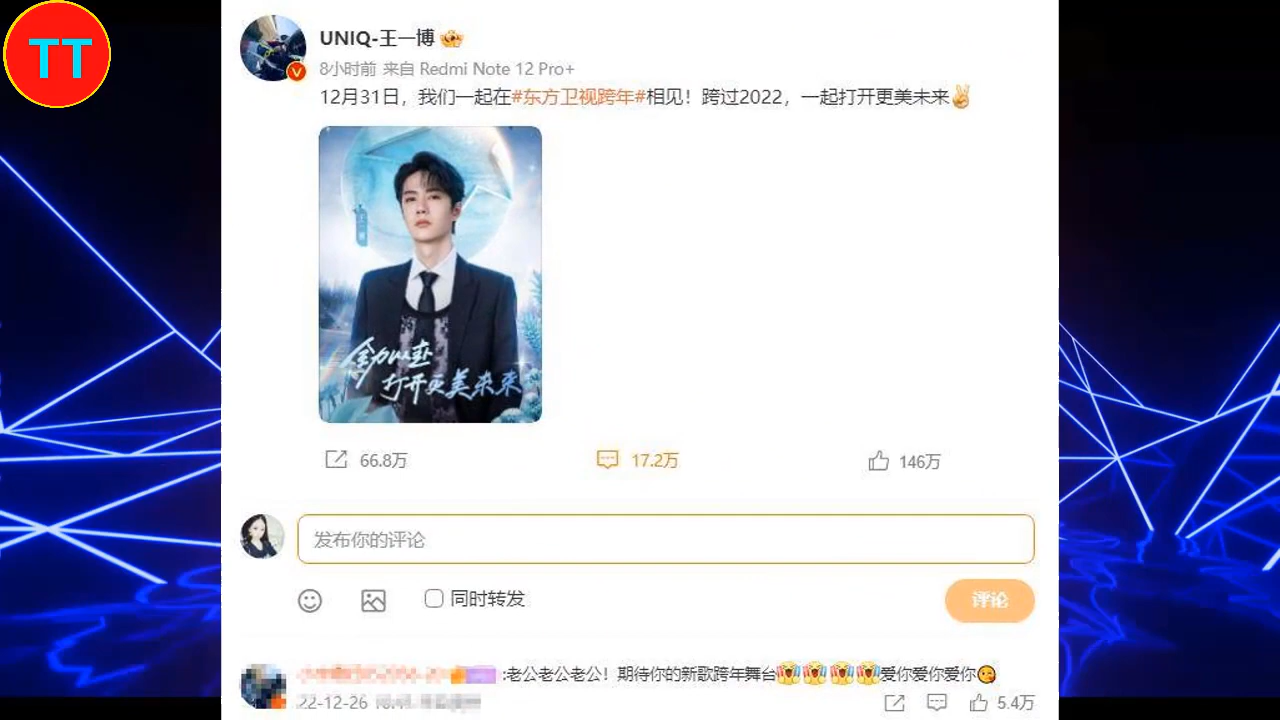 TT
UNIQ-王一博
8小时前 来自 Redmi Note 12 Pro+
12月31日，我们一起在#东方卫视跨年#相见！跨过2022，一起打开更美未来
打开更美未来
66.8万
17.2万
146万
发布你的评论
同时转发
评论
:老公老公老公！期待你的新歌跨年舞台爱你爱你爱你
22-12-26
5.4万